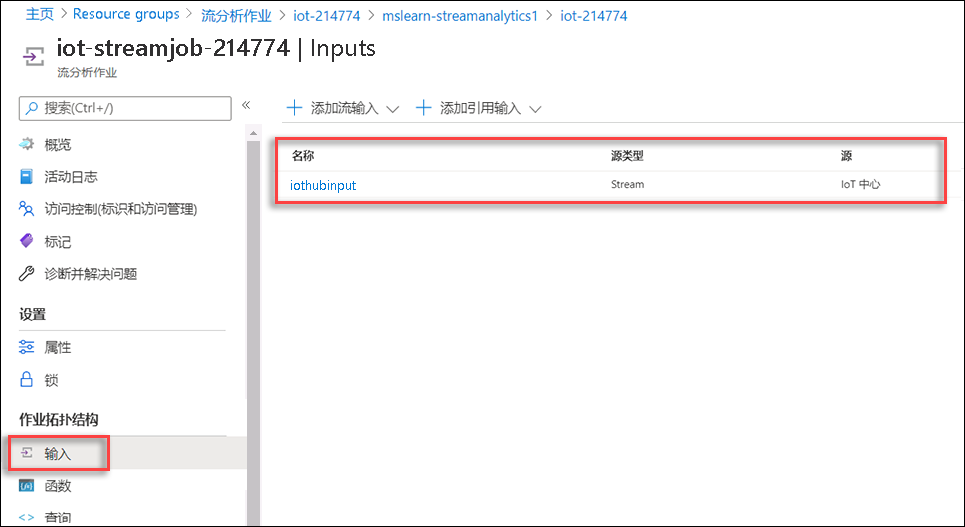 主页 > Resource groups > 流分析作业 > iot-214774 > mslearn-streamanalytics1 > iot-214774
iot-streamjob-214774 | Inputs
流分析作业
搜索(Ctrl+/)
«
添加流输入
添加引用输入
名称 源类型 源
iothubinput Stream IoT 中心
概览
活动日志
访问控制(标识和访问管理)
标记
诊断并解决问题
设置
属性
锁
作业拓扑结构
输入
函数
<> 查询